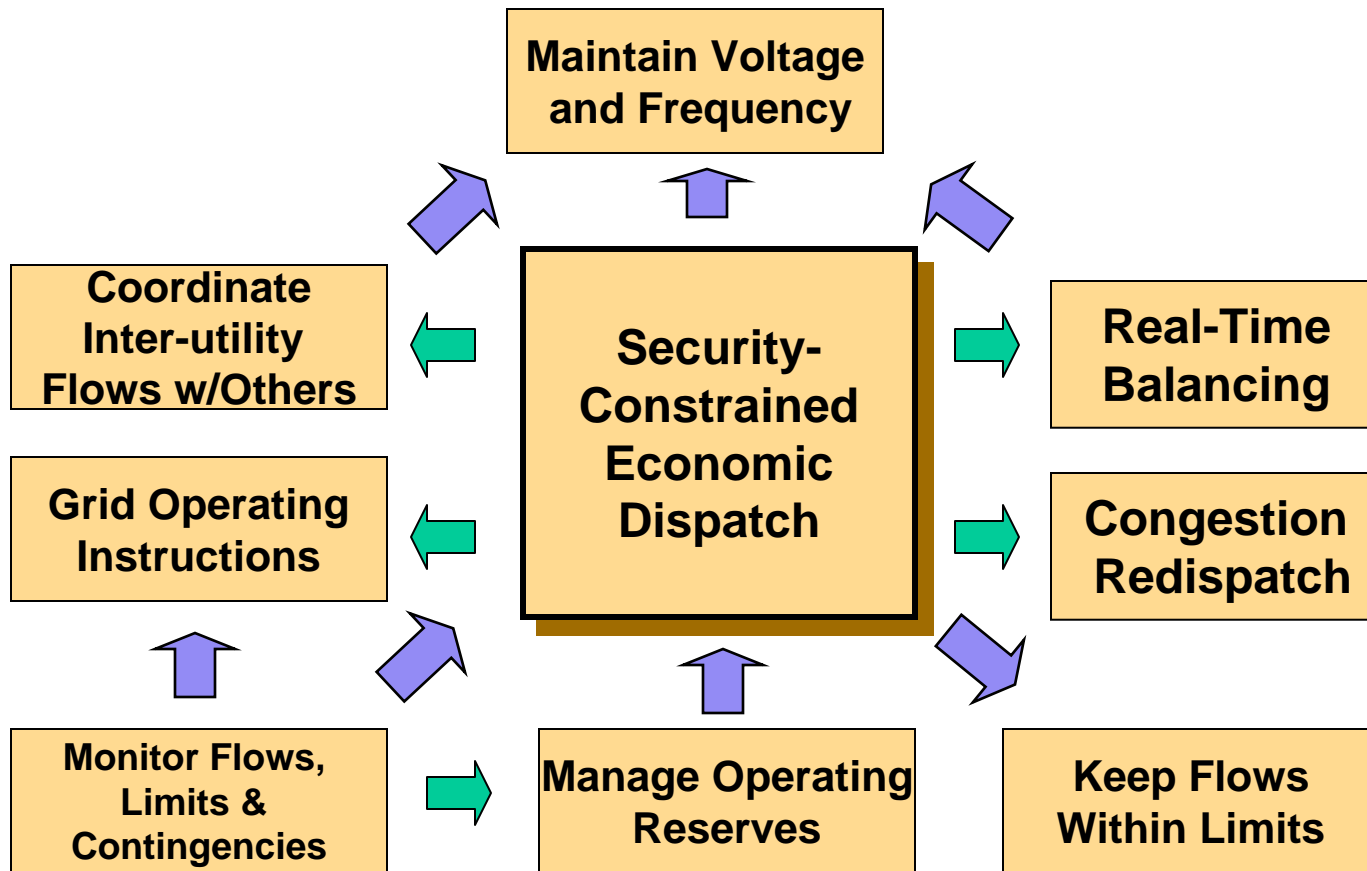 Maintain Voltage
and Frequency
Coordinate
Inter-utility
Flows w/Others
Security-
Constrained
Economic
Dispatch
Real-Time
Balancing
Grid Operating
Instructions
Congestion
Redispatch
Monitor Flows,
Limits &
Contingencies
Manage Operating
Reserves
Keep Flows
Within Limits